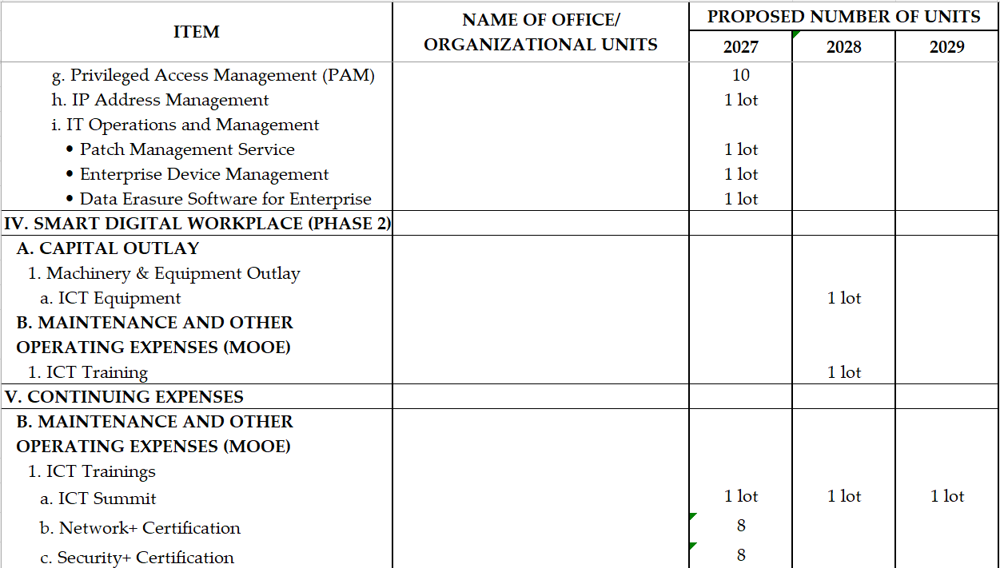 ITEM
NAME OF OFFICE/
ORGANIZATIONAL UNITS
PROPOSED NUMBER OF UNITS
2027 2028 2029
g. Privileged Access Management (PAM) 10
h. IP Address Management 1 lot
i. IT Operations and Management
• Patch Management Service 1 lot
• Enterprise Device Management 1 lot
• Data Erasure Software for Enterprise 1 lot
IV. SMART DIGITAL WORKPLACE (PHASE 2)
A. CAPITAL OUTLAY
1. Machinery & Equipment Outlay
a. ICT Equipment 1 lot
B. MAINTENANCE AND OTHER
OPERATING EXPENSES (MOOE)
1. ICT Training 1 lot
V. CONTINUING EXPENSES
B. MAINTENANCE AND OTHER
OPERATING EXPENSES (MOOE)
1. ICT Trainings
a. ICT Summit 1 lot 1 lot 1 lot
b. Network+ Certification 8
c. Security+ Certification 8